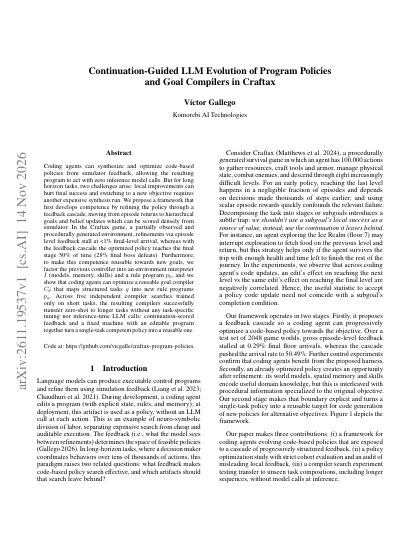 Continuation-Guided LLM Evolution of Program Policies
and Goal Compilers in Craftax
Víctor Gallego
Komorebi AI Technologies
arXiv:2611.19537v1 [cs.AI] 14 Nov 2026
Abstract
Coding agents can synthesize and optimize code-based
policies from simulator feedback, allowing the resulting
program to act with zero inference model calls. But for long
horizon tasks, two challenges arise: local improvements can
hurt final success and switching to a new objective requires
another expensive search run. We propose a framework that
first develops competency by refining the policy through a
feedback cascade, moving from episode returns to hierarchical
goals and belief updates which can be scored densely from
simulator. In the Craftax game, a partially observed and
procedurally generated environment, refinements via episode
level feedback stall at <1% final-level arrival, whereas with
the feedback cascade the optimized policy reaches the final
stage 50% of time (28% final boss defeats). Furthermore,
to make this competence reusable towards new goals, we
factor the previous controller into an environment interpreter
I (models, memory, skills) and a rule program and p, and we
show that coding agents can optimize a reusable goal compiler
C that maps structured tasks φ into new rule programs
p. Across five independent compiler searches trained
only on short tasks, the resulting compilers successfully
transfer zero-shot to longer tasks without any task-specific
tuning nor inference-time LLM calls: continuation-guided
feedback and a fixed machine with an editable program
together turn a single-task competent policy into a reusable one.
Code at: https://github.com/vicgalle/craftax-program-policies.
1 Introduction
Language models can produce executable control programs
and refine them using simulation feedback (Liang et al. 2023;
Chaudhuri et al. 2021). During development, a coding agent
edits a program (with explicit state, rules, and memory); at
deployment, this artifact is used as a policy, without an LLM
call at each action. This is an example of neuro-symbolic
division of labor, separating expensive search from cheap and
auditable execution. The feedback (i.e., what the model sees
between refinements) determines the space of feasible policies
(Gallego 2026). In long-horizon tasks, where a decision maker
coordinates behaviors over tens of thousands of actions, this
paradigm raises two related questions: what feedback makes
code-based policy search effective, and which artifacts should
that search leave behind?
Consider Craftax (Matthews et al. 2024), a procedurally
generated survival game in which an agent has 100,000 actions
to gather resources, craft tools and armor, manage physical
state, combat enemies, and descend through eight increasingly
difficult levels. For an early policy, reaching the last level
happens in a negligible fraction of episodes and depends
on decisions made thousands of steps earlier; and using
scalar episode rewards quickly confounds the relevant failure.
Decomposing the task into stages or subgoals introduces a
subtle trap: we shouldn't use a subgoal's local success as a
source of value, instead, use the continuation it leaves behind.
For instance, an agent exploring the Ice Realm (floor 7) may
interrupt exploration to fetch food on the previous level and
return, but this strategy helps only if the agent survives the
trip with enough health and time left to finish the rest of the
journey. In the experiments, we observe that across coding
agent's code updates, an edit's effect on reaching the next
level vs the same edit's effect on reaching the final level are
negatively correlated. Hence, the useful statistic to accept
a policy code update need not coincide with a subgoal's
completion condition.
Our framework operates in two stages. Firstly, it proposes
a feedback cascade so a coding agent can progressively
optimize a code-based policy towards the objective. Over a
test set of 2048 game worlds, gross episode-level feedback
stalled at 0.29% final floor arrivals, whereas the cascade
pushed the arrival rate to 50.49%. Further control experiments
confirm that coding agents benefit from the proposed harness.
Secondly, an already optimized policy creates an opportunity
after refinement: its world models, spatial memory and skills
encode useful domain knowledge, but this is interleaved with
procedural information specialized to the original objective.
Our second stage makes that boundary explicit and turns
a single-task policy into a reusable target for code generation
of new policies for alternative objectives. Figure 1 depicts
the framework.
Our paper makes three contributions: (i) a framework for
coding agents evolving code-based policies that are exposed
to a cascade of progressively structured feedback, (ii) a policy
optimization study with strict cohort evaluation and an audit of
misleading local feedback, (iii) a compiler search experiment
testing transfer to unseen task compositions, including longer
sequences, without model calls at inference.